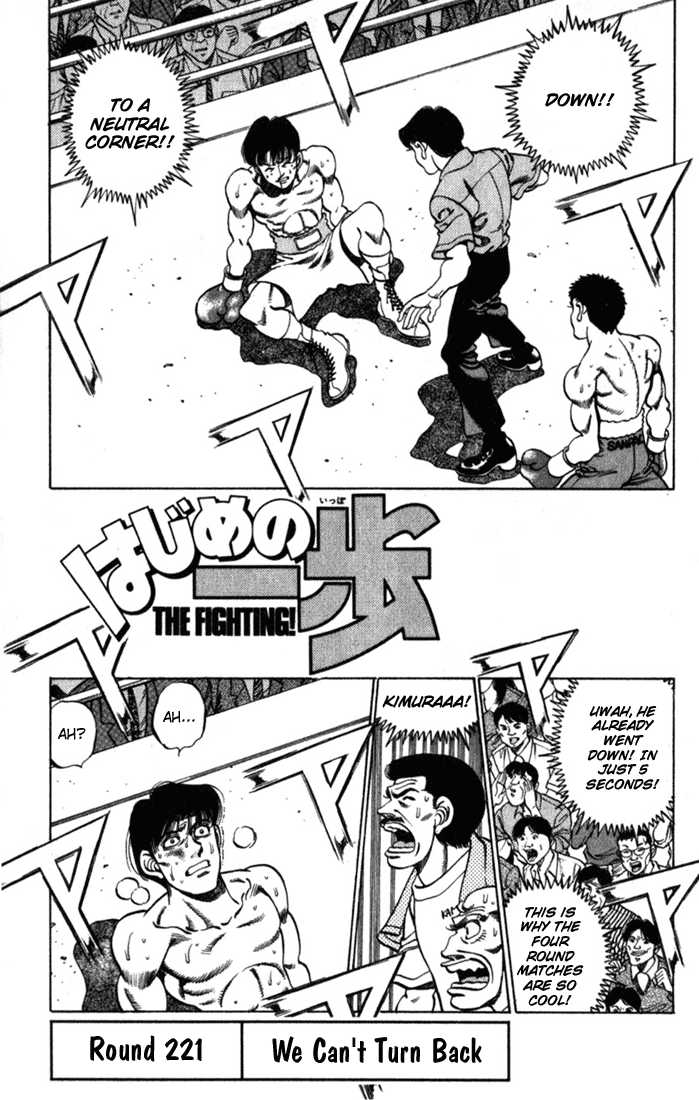 DOWN!!
TO A
NEUTRAL
CORNER!!
SANPA
いっぽ
はじめの一歩
THE FIGHTING!
UWAH, HE
ALREADY
WENT
DOWN! IN
JUST 5
SECONDS!
THIS IS
WHY THE
FOUR
ROUND
MATCHES
ARE SO
COOL!
KIMURAAA!
AH...
AH?
Round 221
We Can't Turn Back